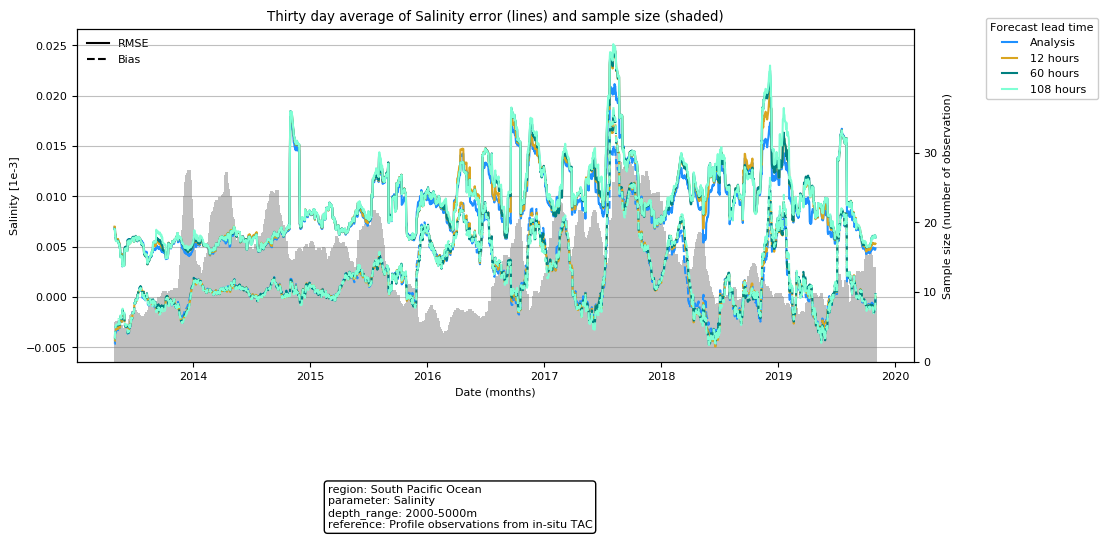 Thirty day average of Salinity error (lines) and sample size (shaded)
RMSE
Bias
0.025
0.020
0.015
0.010
0.005
0.000
−0.005
Salinity [1e-3]
30
20
10
0
Sample size (number of observation)
2014 2015 2016 2017 2018 2019 2020
Date (months)
Forecast lead time
Analysis
12 hours
60 hours
108 hours
region: South Pacific Ocean
parameter: Salinity
depth_range: 2000-5000m
reference: Profile observations from in-situ TAC